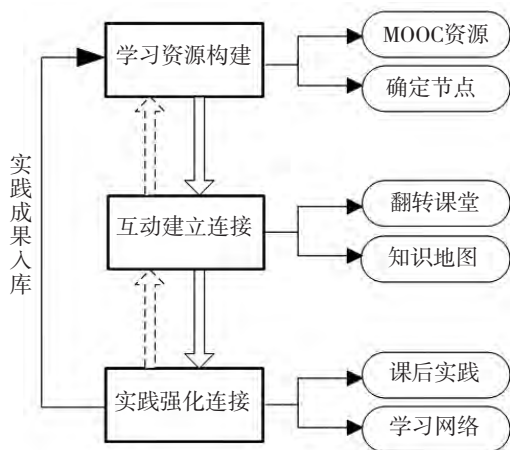 学习资源构建
MOOC资源
确定节点
实践成果入库
互动建立连接
翻转课堂
知识地图
实践强化连接
课后实践
学习网络